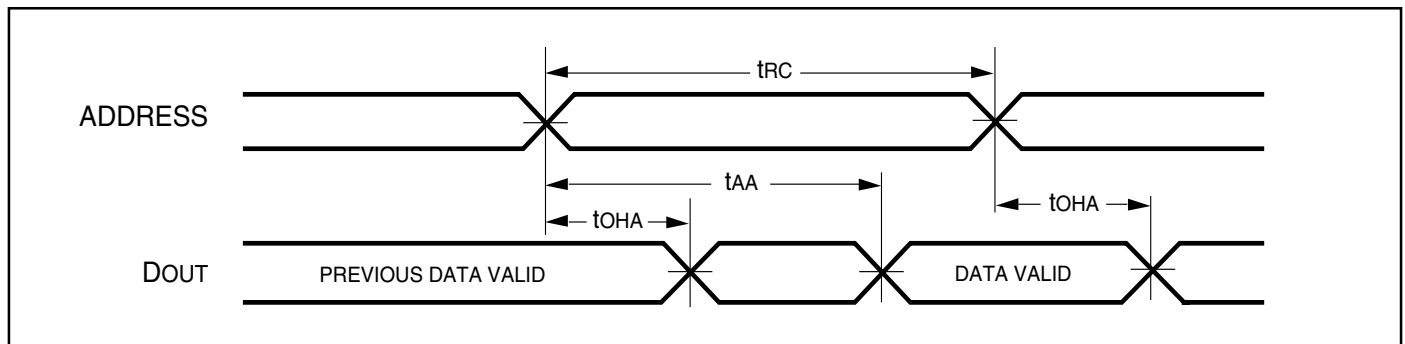 tRC
ADDRESS
tAA
tOHA
tOHA
DOUT
PREVIOUS DATA VALID
DATA VALID